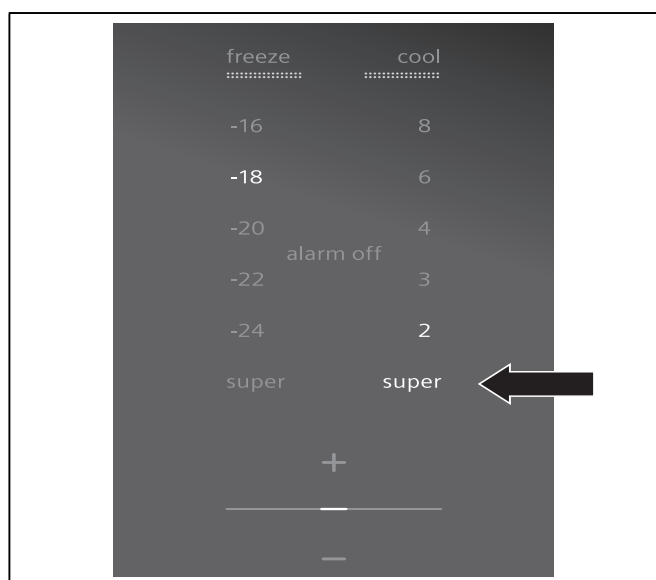 freeze cool
-16 8
-18 6
-20 4
alarm off
-22 3
-24 2
super super
+
−